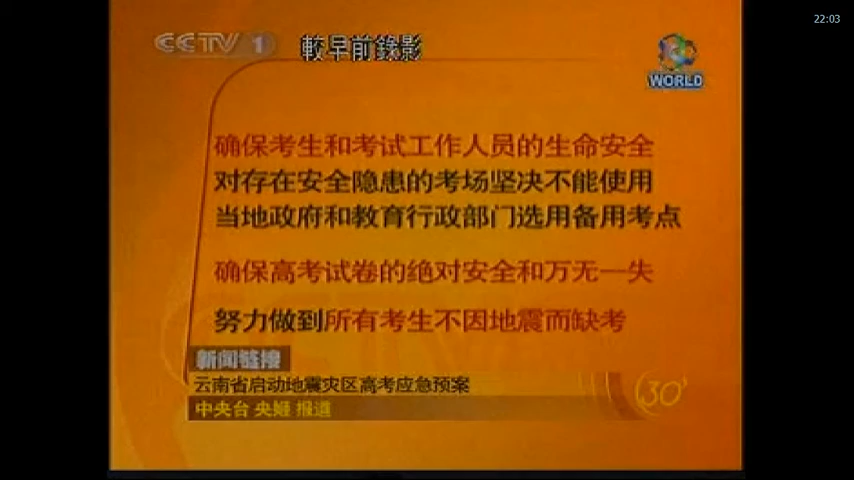 22:03
CCTV 1 較早前錄影
WORLD
确保考生和考试工作人员的生命安全
对存在安全隐患的考场坚决不能使用
当地政府和教育行政部门选用备用考点
确保高考试卷的绝对安全和万无一失
努力做到所有考生不因地震而缺考
新闻链接
云南省启动地震灾区高考应急预案
30'
中央台 央姬 报道